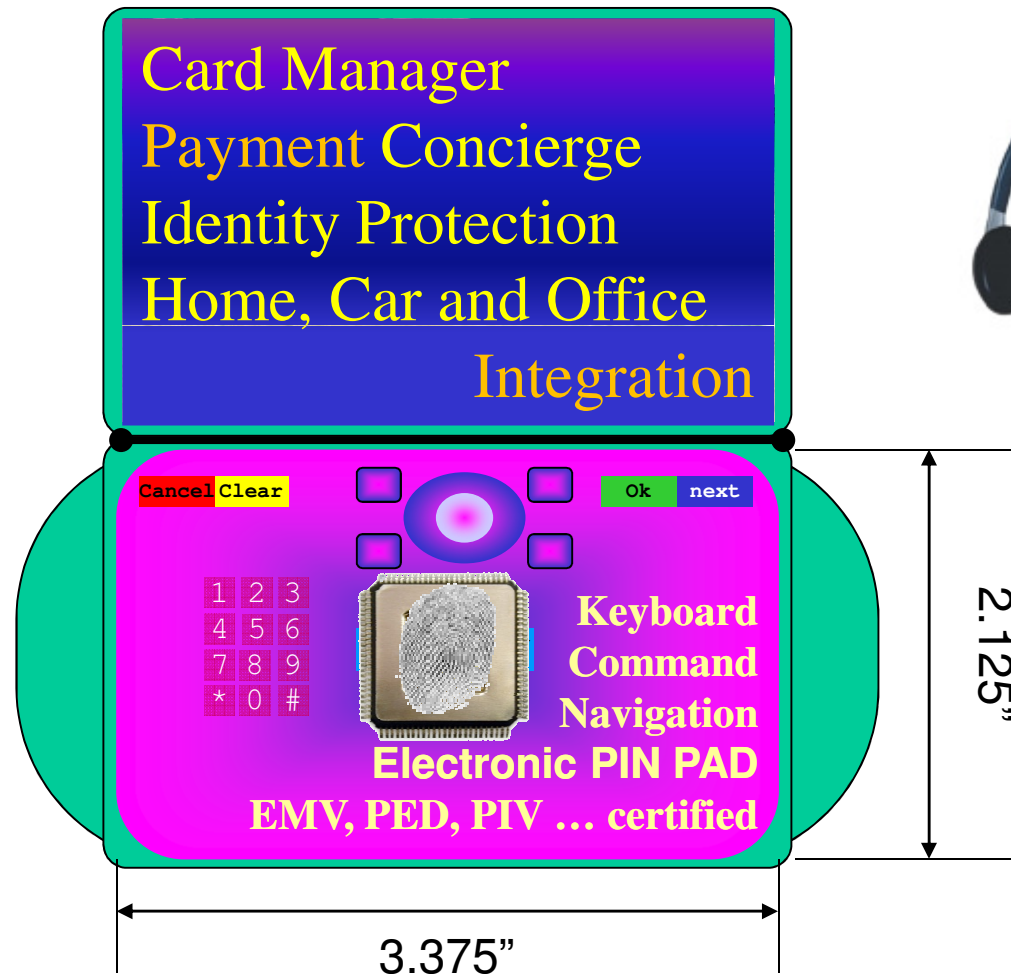 Card Manager
Payment Concierge
Identity Protection
Home, Car and Office
Integration
Cancel Clear
Ok next
1 2 3
4 5 6
7 8 9
* 0 #
Keyboard
Command
Navigation
Electronic PIN PAD
EMV, PED, PIV … certified
2.125”
3.375”